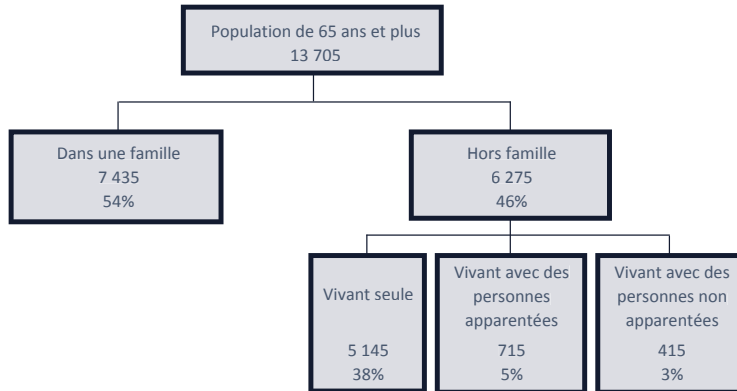 Population de 65 ans et plus
13 705
Dans une famille
7 435
54%
Hors famille
6 275
46%
Vivant seule
5 145
38%
Vivant avec des
personnes
apparentées
715
5%
Vivant avec des
personnes non
apparentées
415
3%